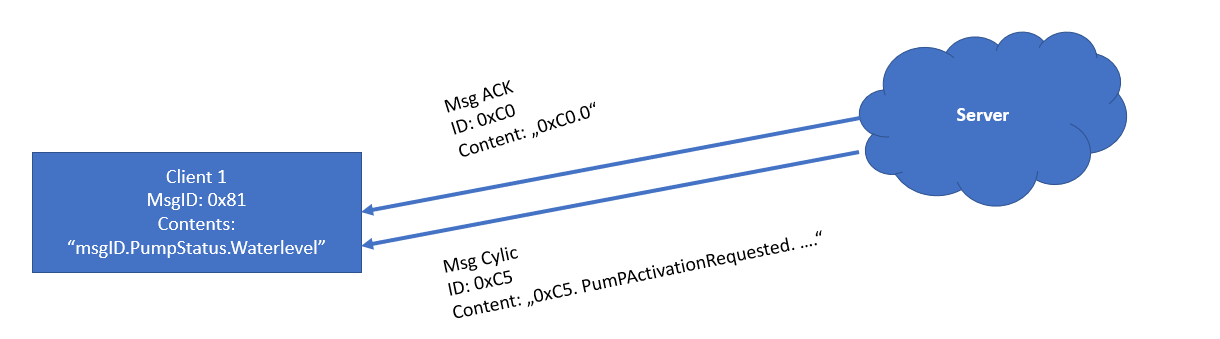 Msg ACK
ID: 0xC0
Content: „0xC0.0“
Server
Client 1
MsgID: 0x81
Contents:
“msgID.PumpStatus.Waterlevel”
Msg Cylic
ID: 0xC5
Content: „0xC5. PumPActivationRequested. ….“